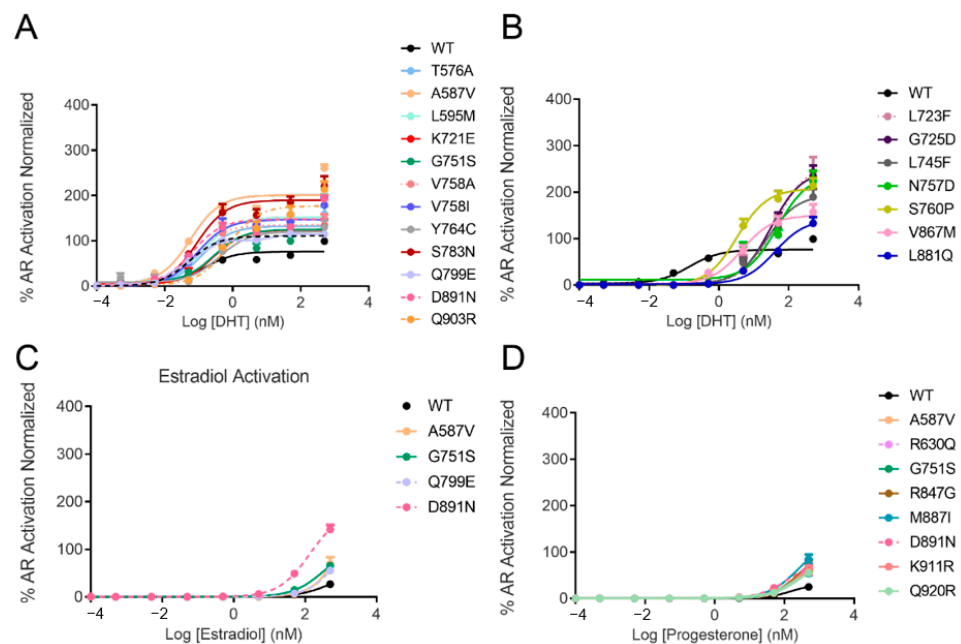 A
% AR Activation Normalized
400
300
200
100
0
−4
−2
0
2
4
Log [DHT] (nM)
WT
T576A
A587V
L595M
K721E
G751S
V758A
V758I
Y764C
S783N
Q799E
D891N
Q903R
B
% AR Activation Normalized
400
300
200
100
0
−4
−2
0
2
4
Log [DHT] (nM)
WT
L723F
G725D
L745F
N757D
S760P
V867M
L881Q
C
Estradiol Activation
% AR Activation Normalized
400
300
200
100
0
−4
−2
0
2
4
Log [Estradiol] (nM)
WT
A587V
G751S
Q799E
D891N
D
% AR Activation Normalized
400
300
200
100
0
−4
−2
0
2
4
Log [Progesterone] (nM)
WT
A587V
R630Q
G751S
R847G
M887I
D891N
K911R
Q920R